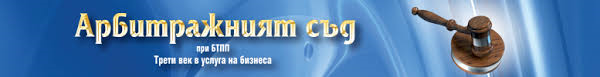 Арбитражният съд
при БТПП
Трети век в услуга на бизнеса